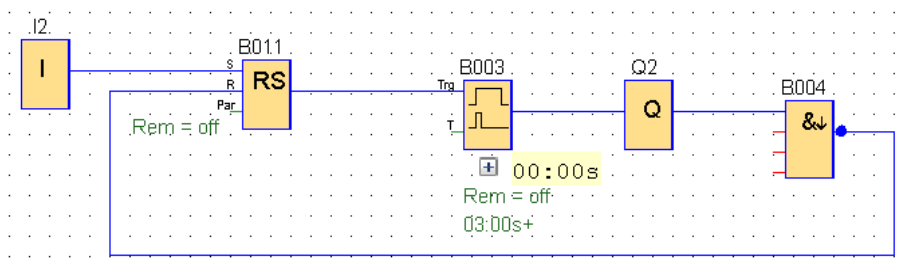 I2
I
B011
S
R
RS
Par
Rem = off
B003
Trg
T
00:00s
Rem = off
03:00s+
Q2
Q
B004
&↓